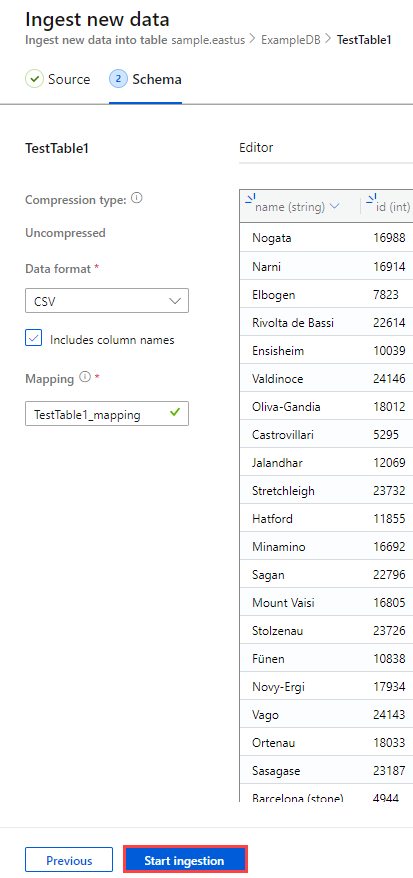 Ingest new data
Ingest new data into table sample.eastus > ExampleDB > TestTable1
Source
2 Schema
TestTable1
Compression type:
Uncompressed
Data format *
CSV
Includes column names
Mapping *
TestTable1_mapping
Editor
name (string) id (int)
Nogata 16988
Narni 16914
Elbogen 7823
Rivolta de Bassi 22614
Ensisheim 10039
Valdinoce 24146
Oliva-Gandia 18012
Castrovillari 5295
Jalandhar 12069
Stretchleigh 23732
Hatford 11855
Minamino 16692
Sagan 22796
Mount Vaisi 16805
Stolzenau 23726
Fünen 10838
Novy-Ergi 17934
Vago 24143
Ortenau 18033
Sasagase 23187
Barcelona (stone) 4944
Previous
Start ingestion